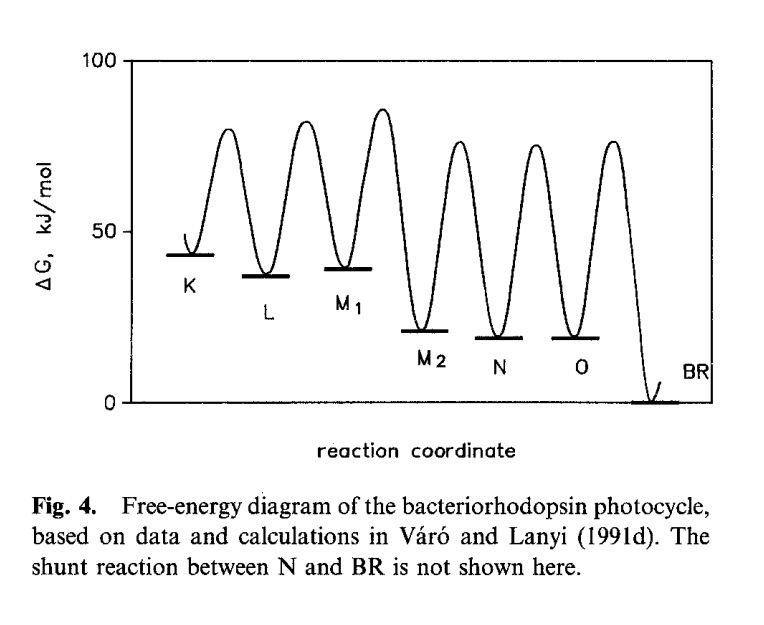 100
50
0
ΔG, kJ/mol
K
L
M 1
M 2
N
O
BR
reaction coordinate
Fig. 4. Free-energy diagram of the bacteriorhodopsin photocycle,
based on data and calculations in Váró and Lanyi (1991d). The
shunt reaction between N and BR is not shown here.